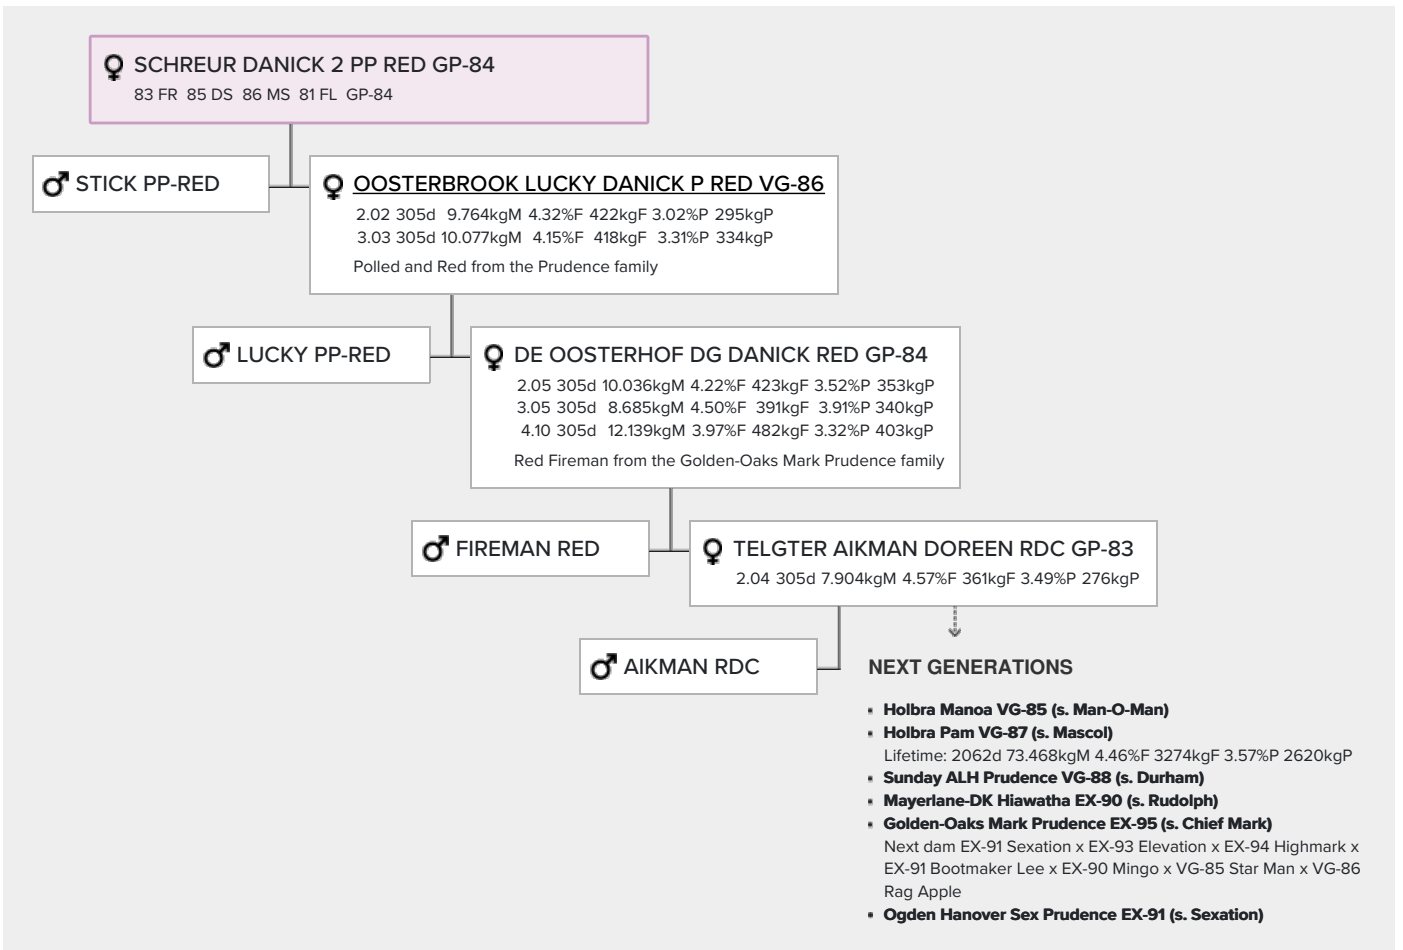 SCHREUR DANICK 2 PP RED GP-84
83 FR 85 DS 86 MS 81 FL GP-84
STICK PP-RED
OOSTERBROOK LUCKY DANICK P RED VG-86
2.02 305d 9.764kgM 4.32%F 422kgF 3.02%P 295kgP
3.03 305d 10.077kgM 4.15%F 418kgF 3.31%P 334kgP
Polled and Red from the Prudence family
LUCKY PP-RED
DE OOSTERHOF DG DANICK RED GP-84
2.05 305d 10.036kgM 4.22%F 423kgF 3.52%P 353kgP
3.05 305d 8.685kgM 4.50%F 391kgF 3.91%P 340kgP
4.10 305d 12.139kgM 3.97%F 482kgF 3.32%P 403kgP
Red Fireman from the Golden-Oaks Mark Prudence family
FIREMAN RED
TELGTER AIKMAN DOREEN RDC GP-83
2.04 305d 7.904kgM 4.57%F 361kgF 3.49%P 276kgP
AIKMAN RDC
NEXT GENERATIONS
Holbra Manoa VG-85 (s. Man-O-Man)
Holbra Pam VG-87 (s. Mascol)
Lifetime: 2062d 73.468kgM 4.46%F 3274kgF 3.57%P 2620kgP
Sunday ALH Prudence VG-88 (s. Durham)
Mayerlane-DK Hiawatha EX-90 (s. Rudolph)
Golden-Oaks Mark Prudence EX-95 (s. Chief Mark)
Next dam EX-91 Sexation x EX-93 Elevation x EX-94 Highmark x
EX-91 Bootmaker Lee x EX-90 Mingo x VG-85 Star Man x VG-86
Rag Apple
Ogden Hanover Sex Prudence EX-91 (s. Sexation)